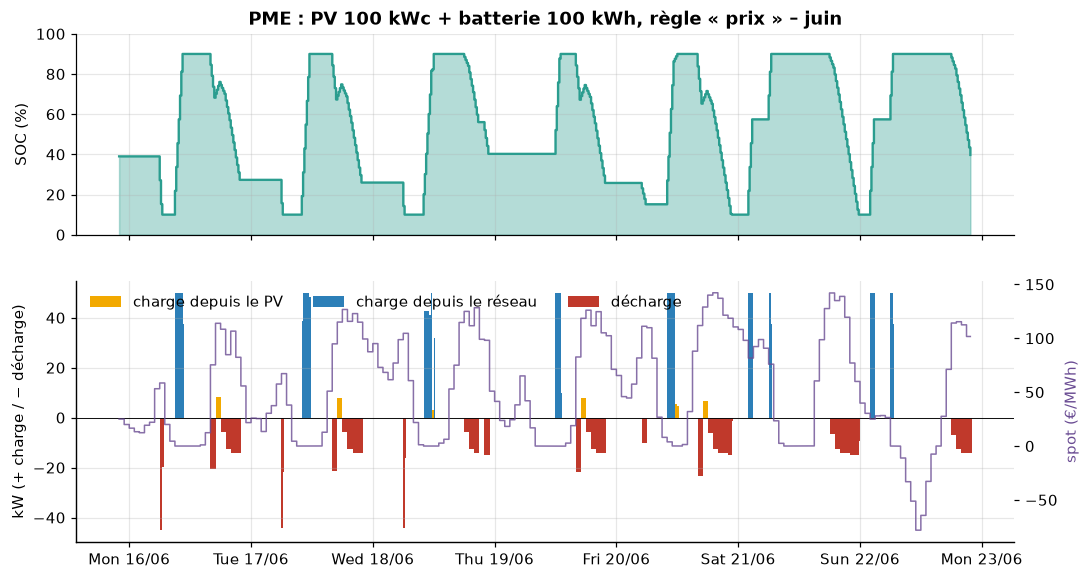 PME : PV 100 kWc + batterie 100 kWh, règle « prix » – juin
100
80
60
40
20
0
SOC (%)
charge depuis le PV
charge depuis le réseau
décharge
40
20
0
−20
−40
kW (+ charge / − décharge)
150
100
50
0
−50
spot (€/MWh)
Mon 16/06
Tue 17/06
Wed 18/06
Thu 19/06
Fri 20/06
Sat 21/06
Sun 22/06
Mon 23/06